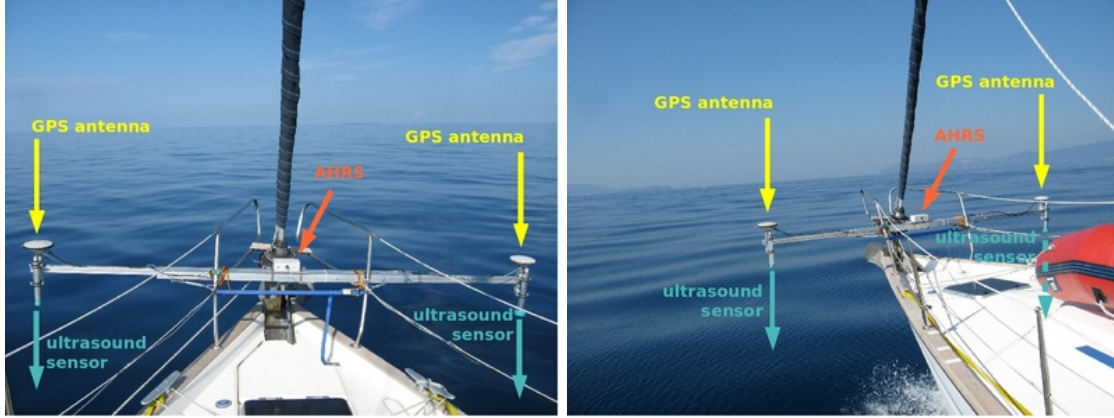 GPS antenna
GPS antenna
AHRS
ultrasound
sensor
ultrasound
sensor
GPS antenna
GPS antenna
AHRS
ultrasound
sensor
ultrasound
sensor